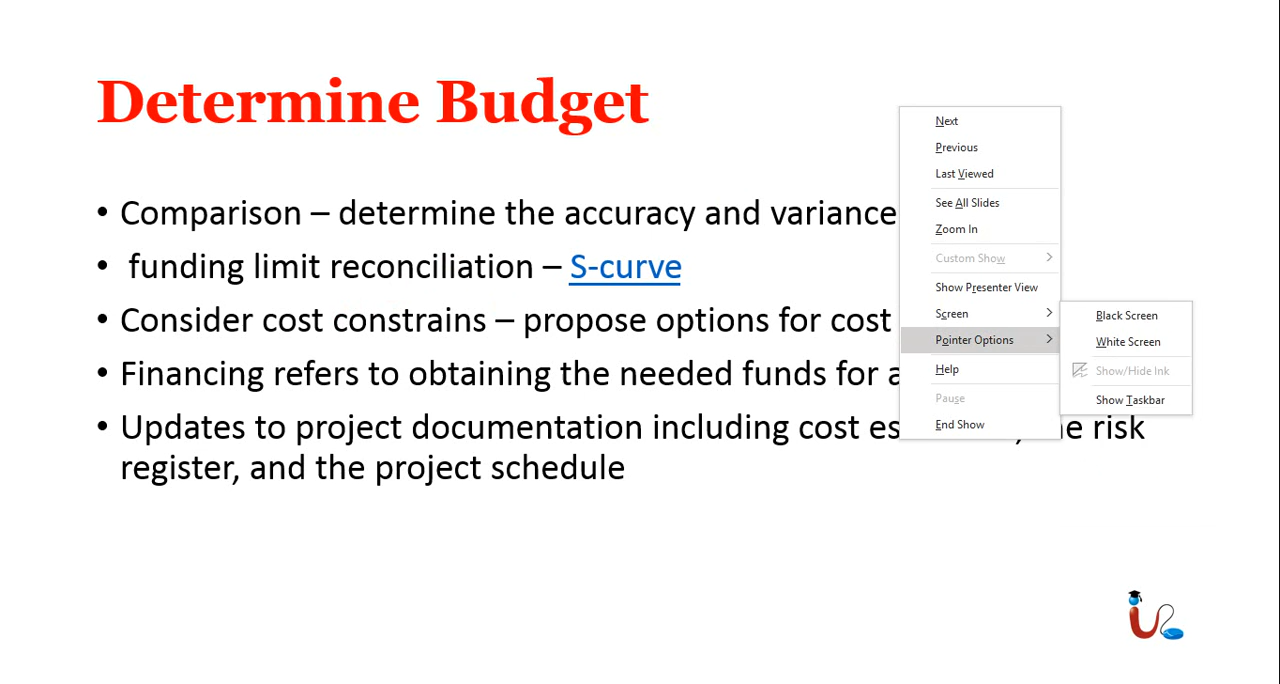 Determine Budget
• Comparison – determine the accuracy and variance
• funding limit reconciliation – S-curve
• Consider cost constrains – propose options for cost
• Financing refers to obtaining the needed funds for
• Updates to project documentation including cost risk
register, and the project schedule
Next
Previous
Last Viewed
See All Slides
Zoom In
Custom Show
Show Presenter View
Screen
Pointer Options
Help
Pause
End Show
Black Screen
White Screen
Show/Hide Ink
Show Taskbar